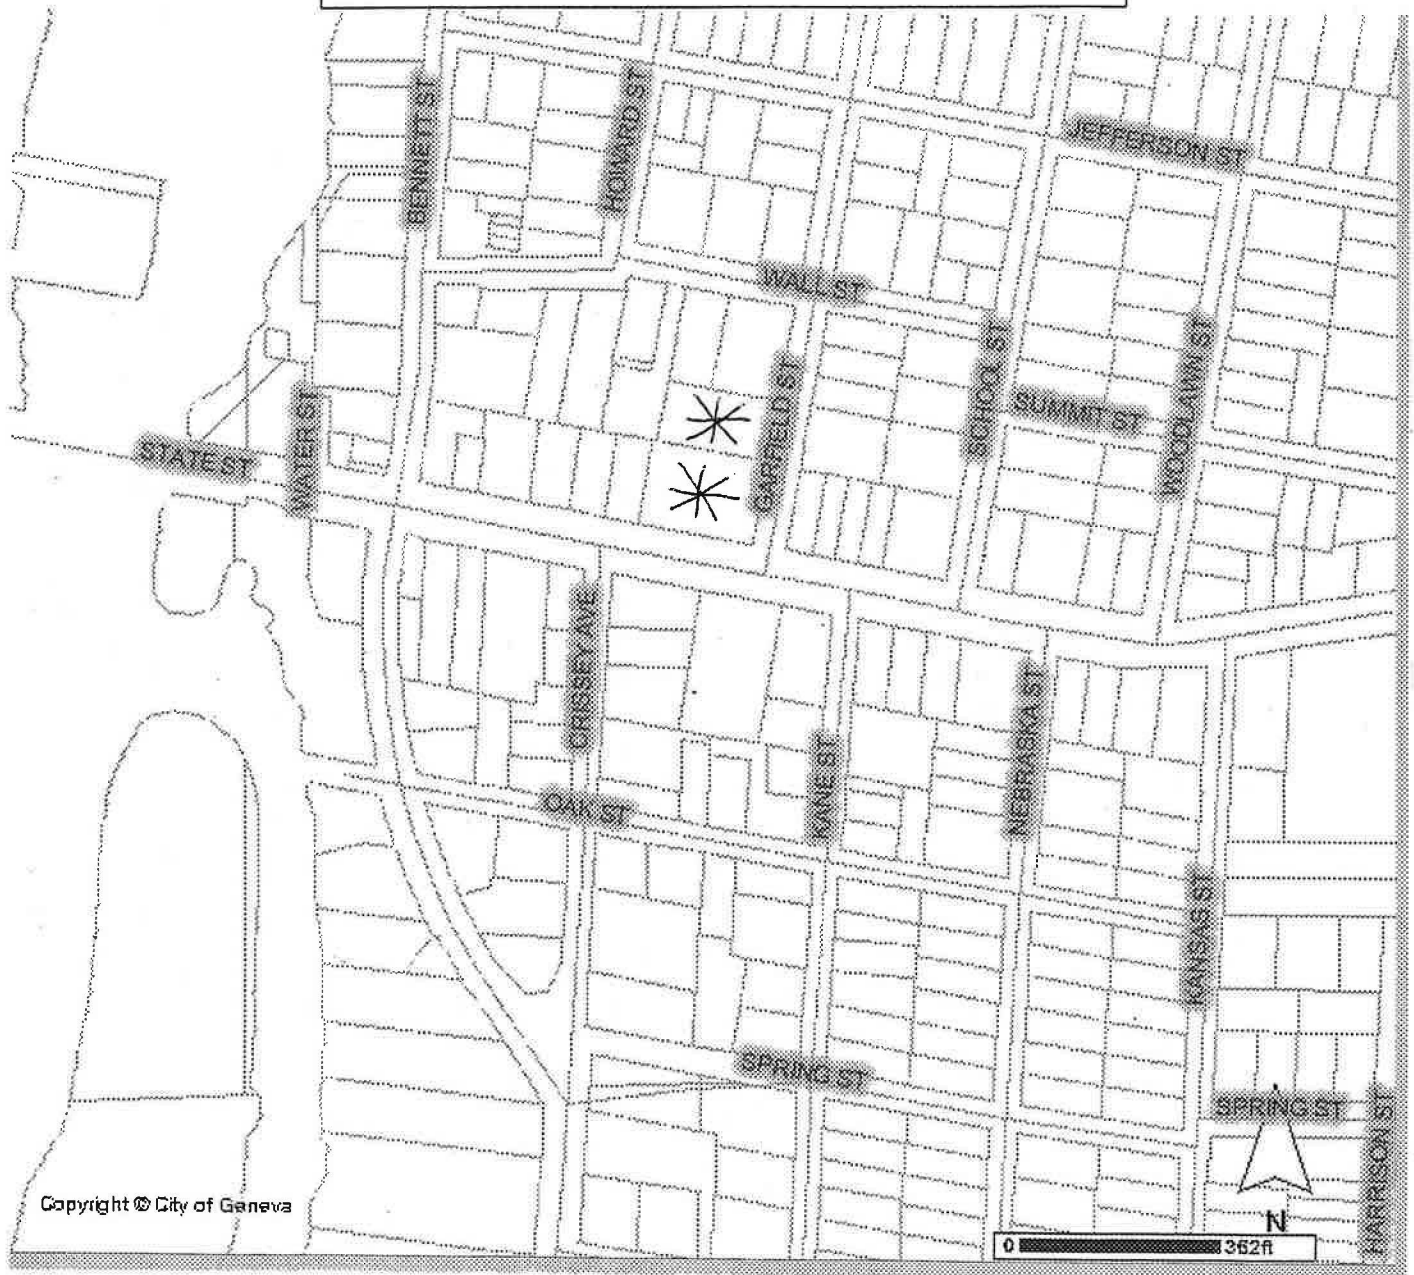 BENNETT ST
HOWARD ST
JEFFERSON ST
WALL ST
SCHOOL ST
WOODLAWN ST
SUMMIT ST
GARFIELD ST
WATER ST
STATE ST
CRISSEY AVE
NEBRASKA ST
KANE ST
OAK ST
KANSAS ST
SPRING ST
SPRING ST
HARRISON ST
Copyright © City of Geneva
N
0 362ft